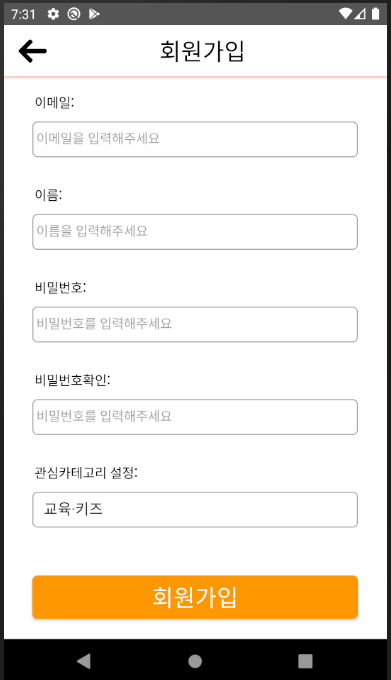 7:31
회원가입
이메일:
이메일을 입력해주세요
이름:
이름을 입력해주세요
비밀번호:
비밀번호를 입력해주세요
비밀번호확인:
비밀번호를 입력해주세요
관심카테고리 설정:
교육·키즈
회원가입